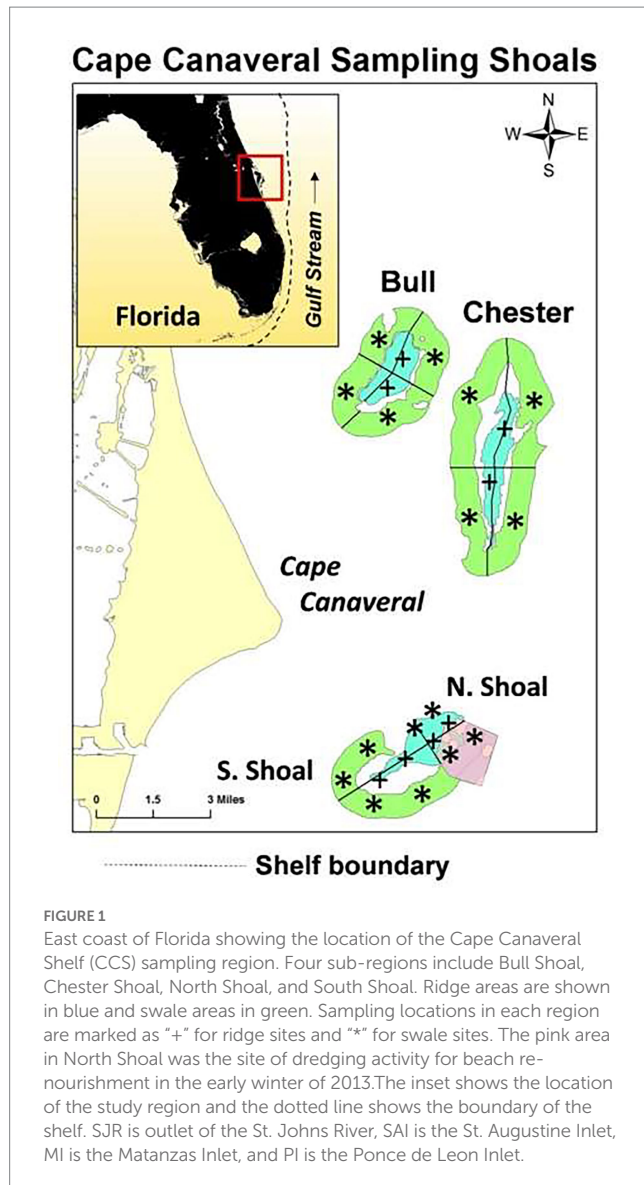 Cape Canaveral Sampling Shoals
N
W E
S
Gulf Stream
Florida
Bull
Chester
Cape
Canaveral
N. Shoal
S. Shoal
0 1.5 3 Miles
Shelf boundary
FIGURE 1
East coast of Florida showing the location of the Cape Canaveral
Shelf (CCS) sampling region. Four sub-regions include Bull Shoal,
Chester Shoal, North Shoal, and South Shoal. Ridge areas are shown
in blue and swale areas in green. Sampling locations in each region
are marked as “+” for ridge sites and “*” for swale sites. The pink area
in North Shoal was the site of dredging activity for beach re-
nourishment in the early winter of 2013.The inset shows the location
of the study region and the dotted line shows the boundary of the
shelf. SJR is outlet of the St. Johns River, SAI is the St. Augustine Inlet,
MI is the Matanzas Inlet, and PI is the Ponce de Leon Inlet.